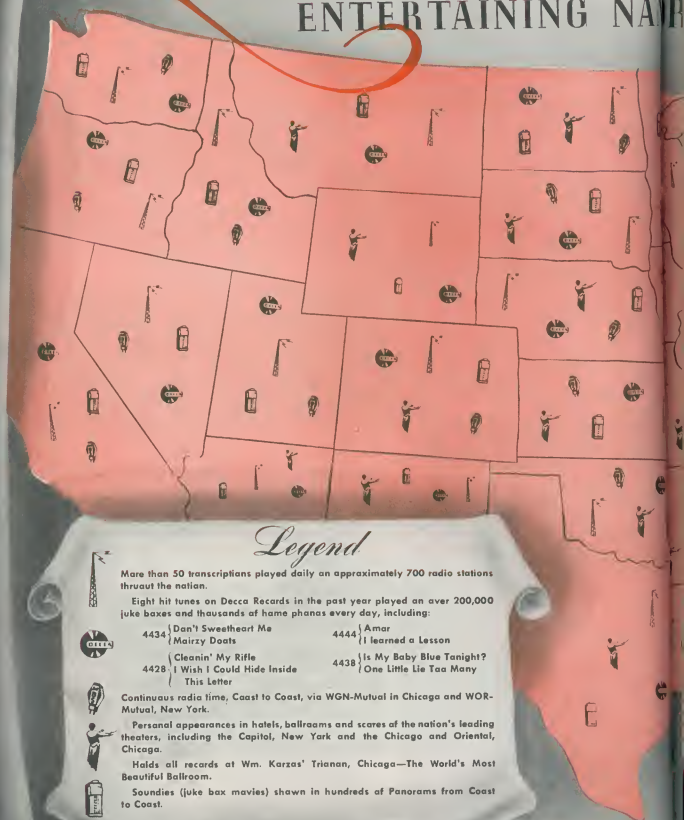 ENTERTAINING NA
Legend
More than 50 transcriptions played daily on approximately 700 radio stations
thruout the nation.
Eight hit tunes on Decca Records in the past year played on over 200,000
juke boxes and thousands of home phonos every day, including:
4434 { Don't Sweetheart Me
Mairzy Doats
4444 { Amor
I learned a Lesson
4428 { Cleanin' My Rifle
I Wish I Could Hide Inside
This Letter
4438 { Is My Baby Blue Tonight?
One Little Lie Too Many
DECCA
Continuous radio time, Coast to Coast, via WGN-Mutual in Chicago and WOR-
Mutual, New York.
Personal appearances in hotels, ballrooms and scores of the nation's leading
theaters, including the Capitol, New York and the Chicago and Oriental,
Chicago.
Holds all records at Wm. Karzas' Trianon, Chicago—The World's Most
Beautiful Ballroom.
Soundies (juke box movies) shown in hundreds of Panorams from Coast
to Coast.